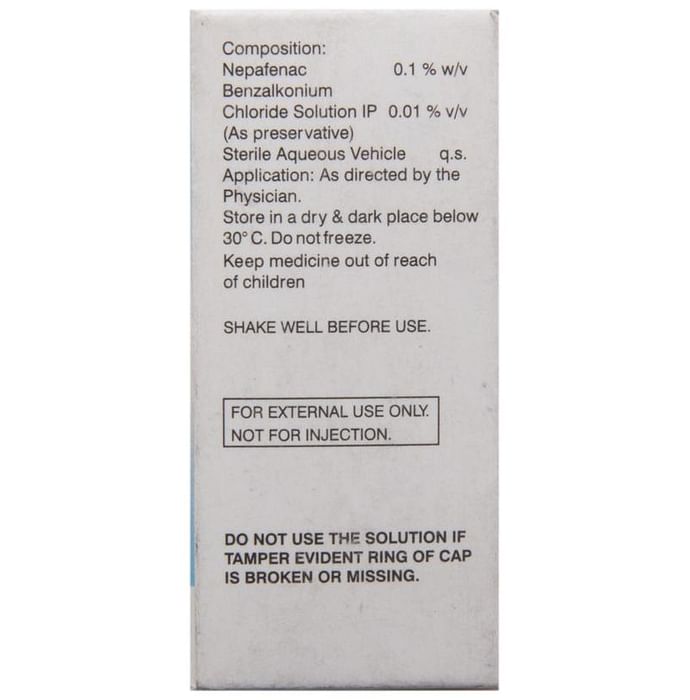 Composition:
Nepafenac 0.1 % w/v
Benzalkonium
Chloride Solution IP 0.01 % v/v
(As preservative)
Sterile Aqueous Vehicle q.s.
Application: As directed by the
Physician.
Store in a dry & dark place below
30° C. Do not freeze.
Keep medicine out of reach
of children
SHAKE WELL BEFORE USE.
FOR EXTERNAL USE ONLY.
NOT FOR INJECTION.
DO NOT USE THE SOLUTION IF
TAMPER EVIDENT RING OF CAP
IS BROKEN OR MISSING.